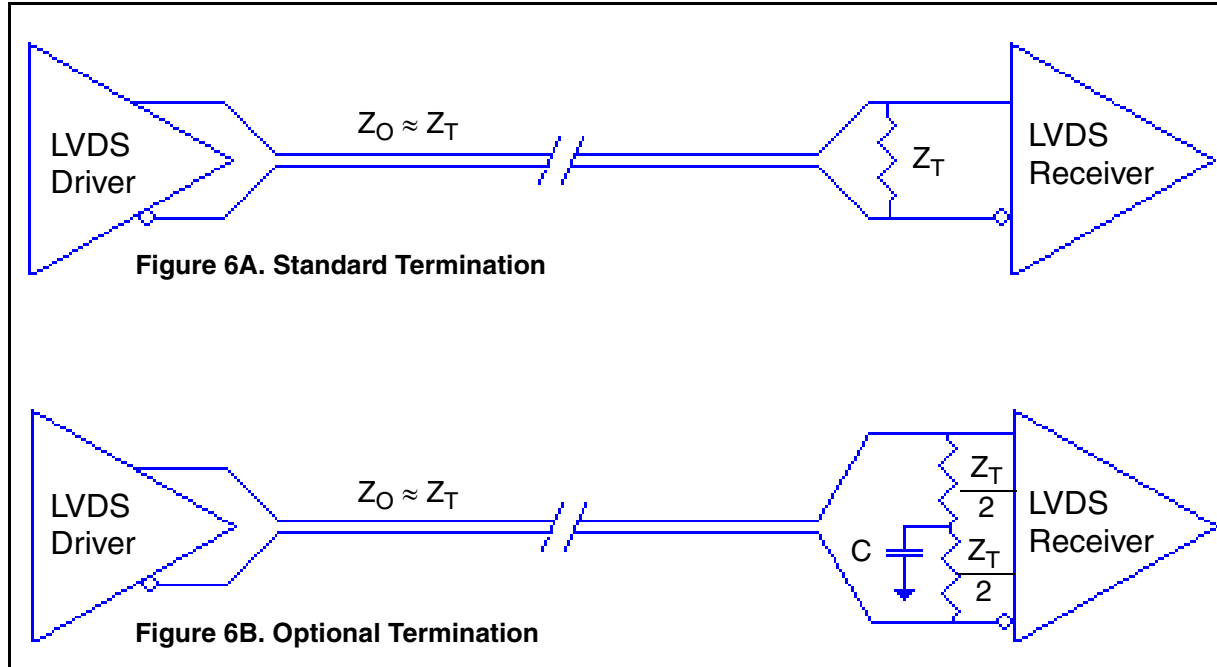 LVDS
Driver
Z_O ≈ Z_T
Z_T
LVDS
Receiver
Figure 6A. Standard Termination
LVDS
Driver
Z_O ≈ Z_T
C
Z_T
2
Z_T
2
LVDS
Receiver
Figure 6B. Optional Termination